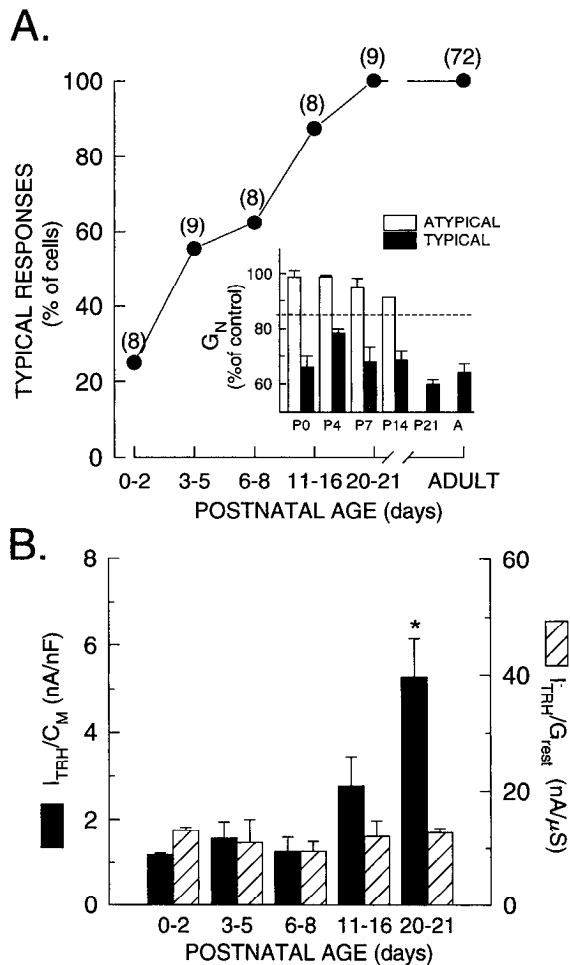 A.
(8)
(9)
(8)
(8)
(9)
(72)
100
80
60
40
20
0
TYPICAL RESPONSES
(% of cells)
ATYPICAL
TYPICAL
100
80
60
G_N
(%of control)
P0 P4 P7 P14 P21 A
0-2 3-5 6-8 11-16 20-21 ADULT
POSTNATAL AGE (days)
B.
8
6
4
2
0
I_TRH/C_M (nA/nF)
*
60
40
20
0
I_TRH/G_rest (nA/μS)
0-2 3-5 6-8 11-16 20-21
POSTNATAL AGE (days)